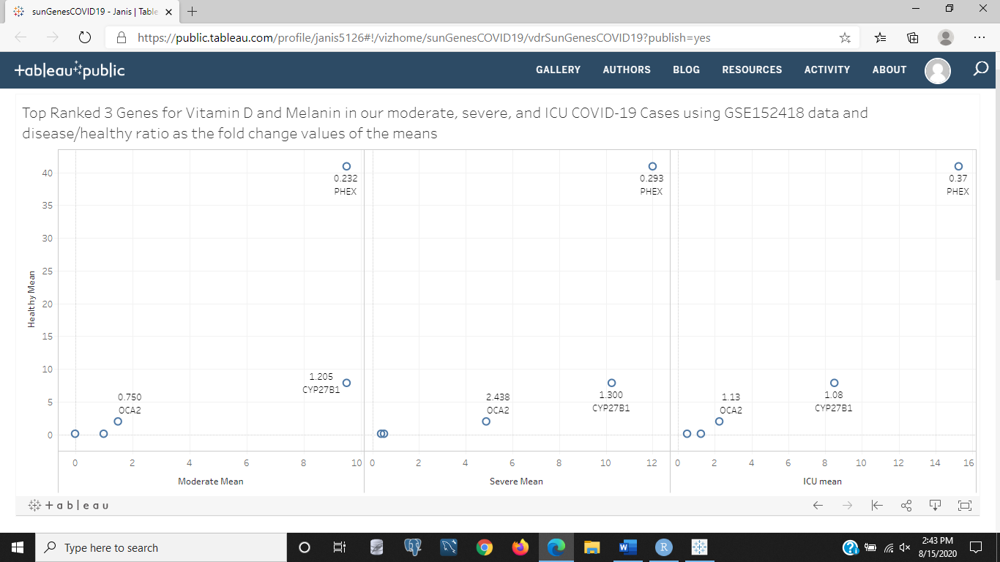 sunGenesCOVID19 - Janis | Table
https://public.tableau.com/profile/janis5126#!/vizhome/sunGenesCOVID19/vdrSunGenesCOVID19?publish=yes
+ableau public
GALLERY AUTHORS BLOG RESOURCES ACTIVITY ABOUT
Top Ranked 3 Genes for Vitamin D and Melanin in our moderate, severe, and ICU COVID-19 Cases using GSE152418 data and
disease/healthy ratio as the fold change values of the means
Healthy Mean
40
35
30
25
20
15
10
5
0
0.232
PHEX
1.205
CYP27B1
0.750
OCA2
0 2 4 6 8 10
Moderate Mean
0.293
PHEX
2.438
OCA2
1.300
CYP27B1
0 2 4 6 8 10 12
Severe Mean
0.37
PHEX
1.13
OCA2
1.08
CYP27B1
0 2 4 6 8 10 12 14 16
ICU mean
+ableau
Type here to search
2:43 PM
8/15/2020